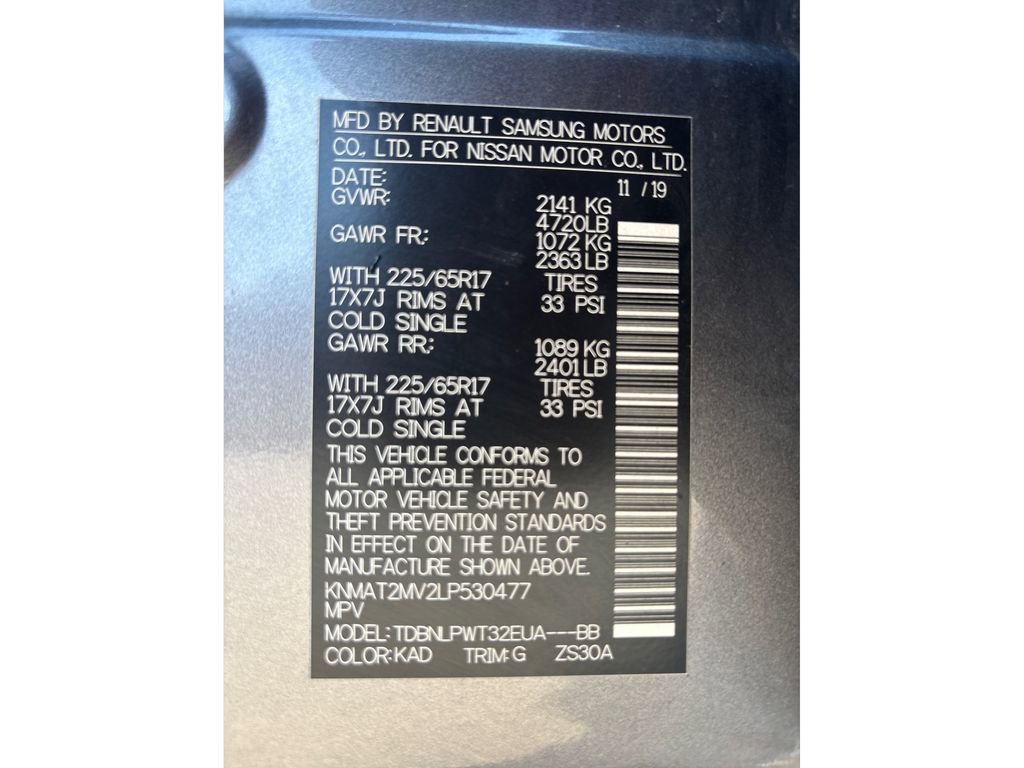 MFD BY RENAULT SAMSUNG MOTORS
CO., LTD. FOR NISSAN MOTOR CO., LTD.
DATE: 11 / 19
GVWR: 2141 KG
4720LB
GAWR FR: 1072 KG
2363LB
WITH 225/65R17 TIRES
17X7J RIMS AT 33 PSI
COLD SINGLE
GAWR RR: 1089 KG
2401LB
WITH 225/65R17 TIRES
17X7J RIMS AT 33 PSI
COLD SINGLE
THIS VEHICLE CONFORMS TO
ALL APPLICABLE FEDERAL
MOTOR VEHICLE SAFETY AND
THEFT PREVENTION STANDARDS
IN EFFECT ON THE DATE OF
MANUFACTURE SHOWN ABOVE.
KNMAT2MV2LP530477
MPV
MODEL: TDBNLPWT32EUA---BB
COLOR: KAD TRIM: G ZS30A